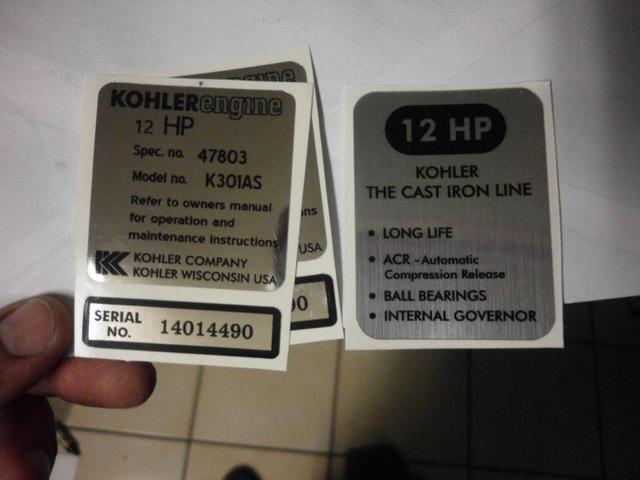 KOHLERengine
12 HP
Spec. no. 47803
Model no. K301AS
Refer to owners manual
for operation and
maintenance instructions
KOHLER COMPANY
KOHLER WISCONSIN USA
SERIAL
NO. 14014490
USA
12 HP
KOHLER
THE CAST IRON LINE
• LONG LIFE
• ACR - Automatic
Compression Release
• BALL BEARINGS
• INTERNAL GOVERNOR